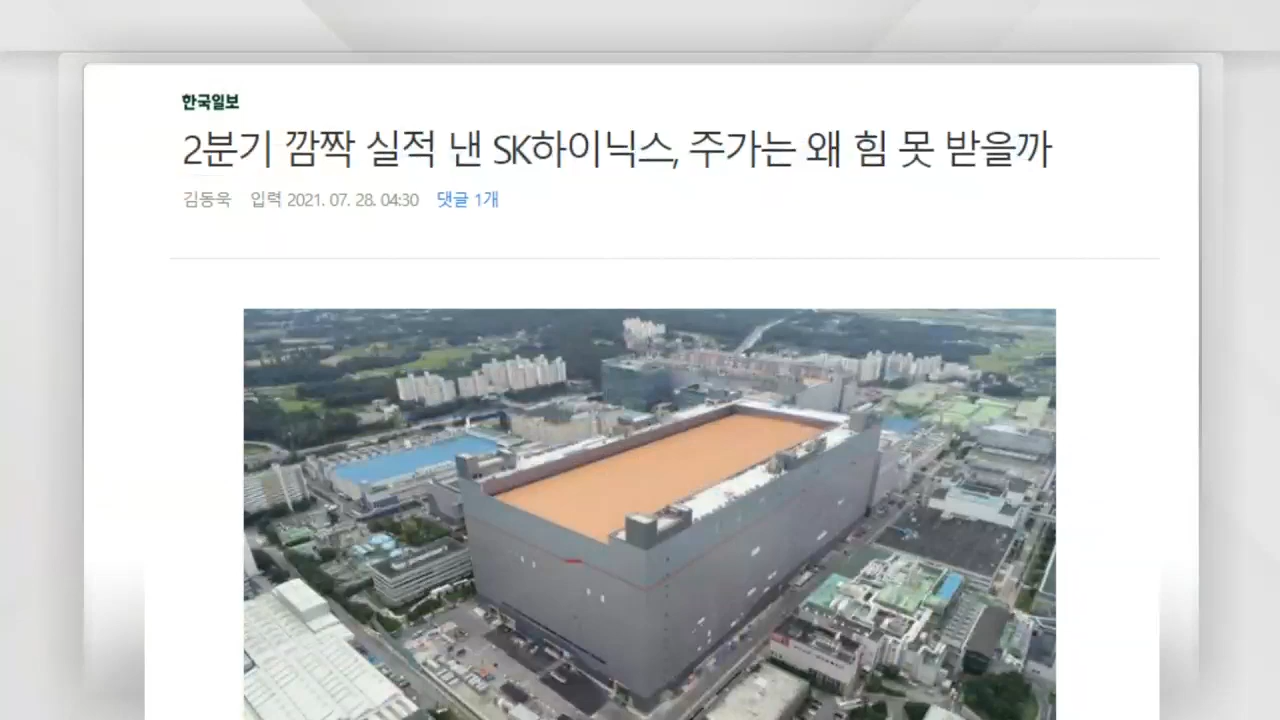 한국일보
2분기 깜짝 실적 낸 SK하이닉스, 주가는 왜 힘 못 받을까
김동욱 입력 2021. 07. 28. 04:30 댓글 1개